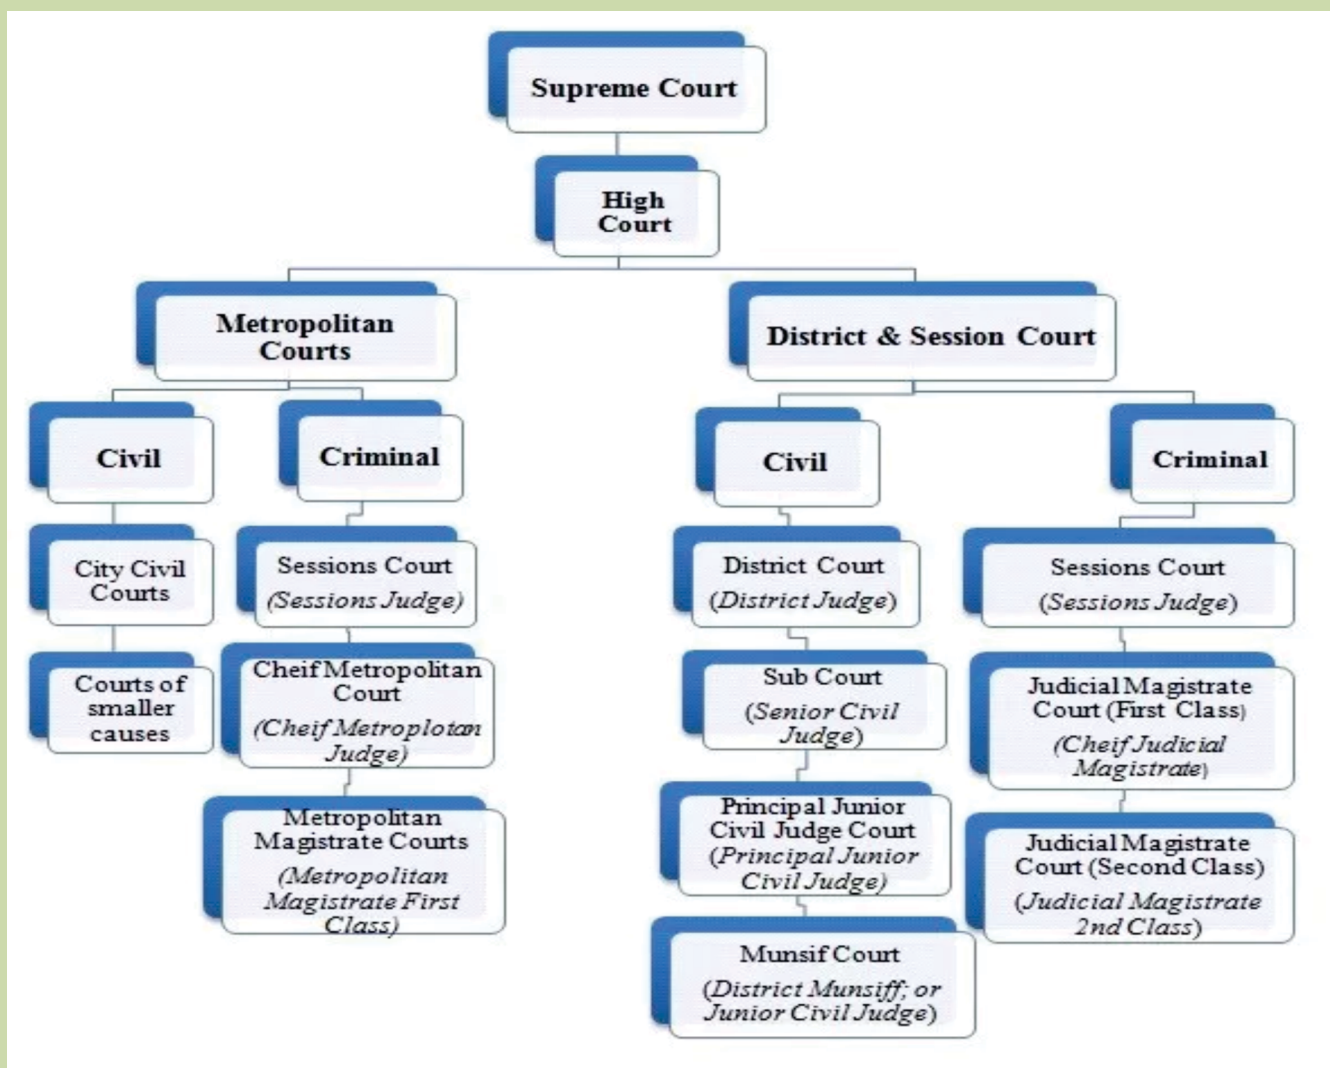 Supreme Court
High
Court
Metropolitan
Courts
Civil
City Civil
Courts
Courts of
smaller
causes
Criminal
Sessions Court
(Sessions Judge)
Cheif Metropolitan
Court
(Cheif Metroplotan
Judge)
Metropolitan
Magistrate Courts
(Metropolitan
Magistrate First
Class)
District & Session Court
Civil
District Court
(District Judge)
Sub Court
(Senior Civil
Judge)
Principal Junior
Civil Judge Court
(Principal Junior
Civil Judge)
Munsif Court
(District Munsiff; or
Junior Civil Judge)
Criminal
Sessions Court
(Sessions Judge)
Judicial Magistrate
Court (First Class)
(Cheif Judicial
Magistrate)
Judicial Magistrate
Court (Second Class)
(Judicial Magistrate
2nd Class)